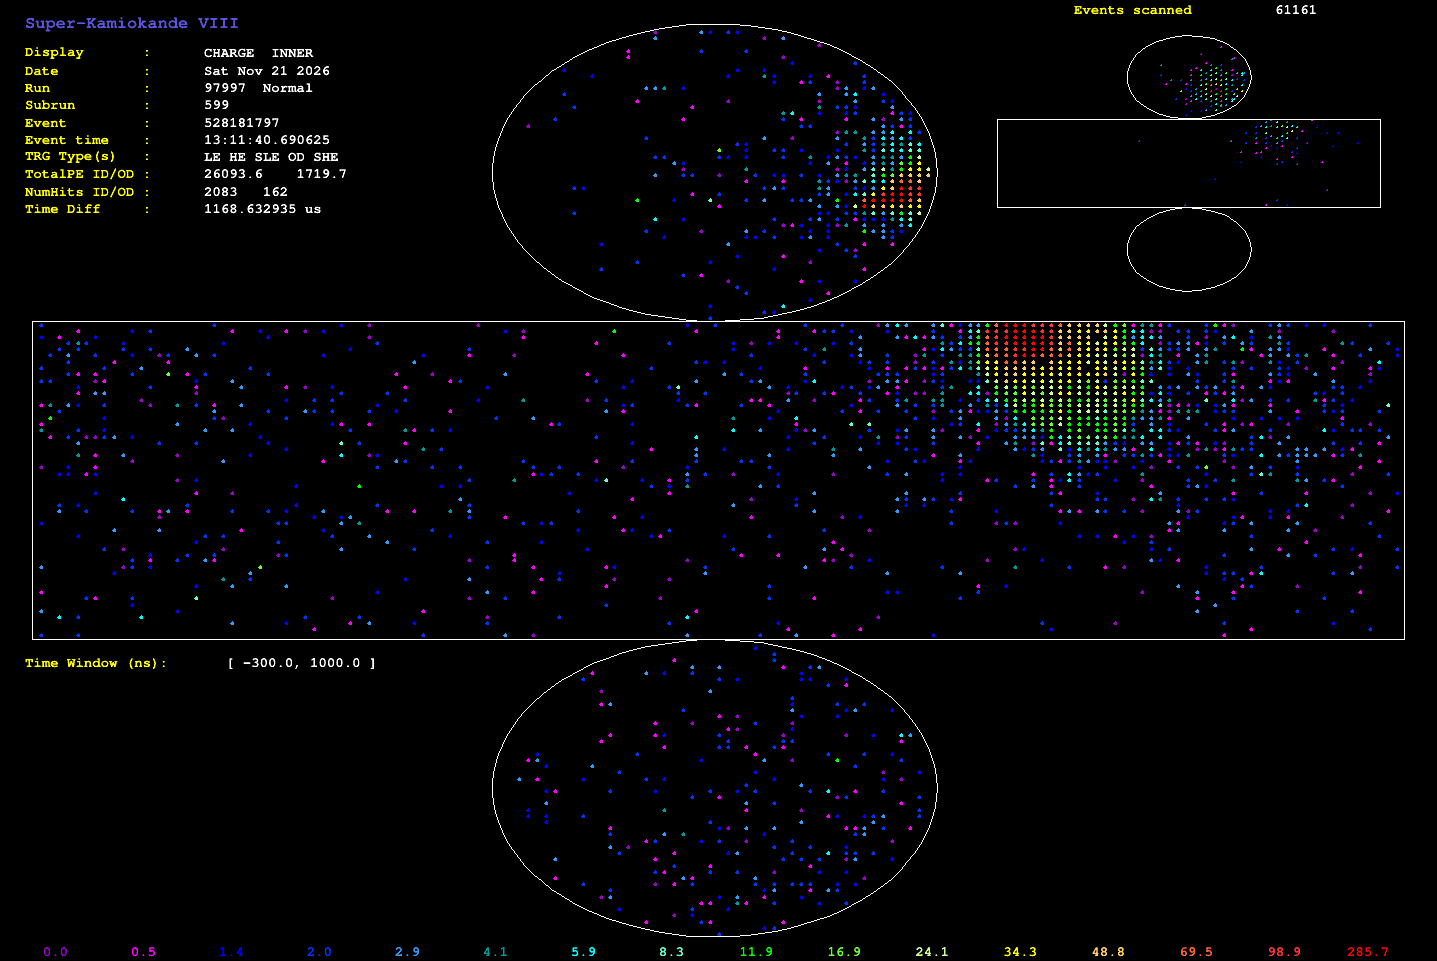 Super-Kamiokande VIII
Events scanned 61161
Display : CHARGE INNER
Date : Sat Nov 21 2026
Run : 97997 Normal
Subrun : 599
Event : 528181797
Event time : 13:11:40.690625
TRG Type(s) : LE HE SLE OD SHE
TotalPE ID/OD : 26093.6 1719.7
NumHits ID/OD : 2083 162
Time Diff : 1168.632935 us
Time Window (ns): [ -300.0, 1000.0 ]
0.0 0.5 1.4 2.0 2.9 4.1 5.9 8.3 11.9 16.9 24.1 34.3 48.8 69.5 98.9 285.7